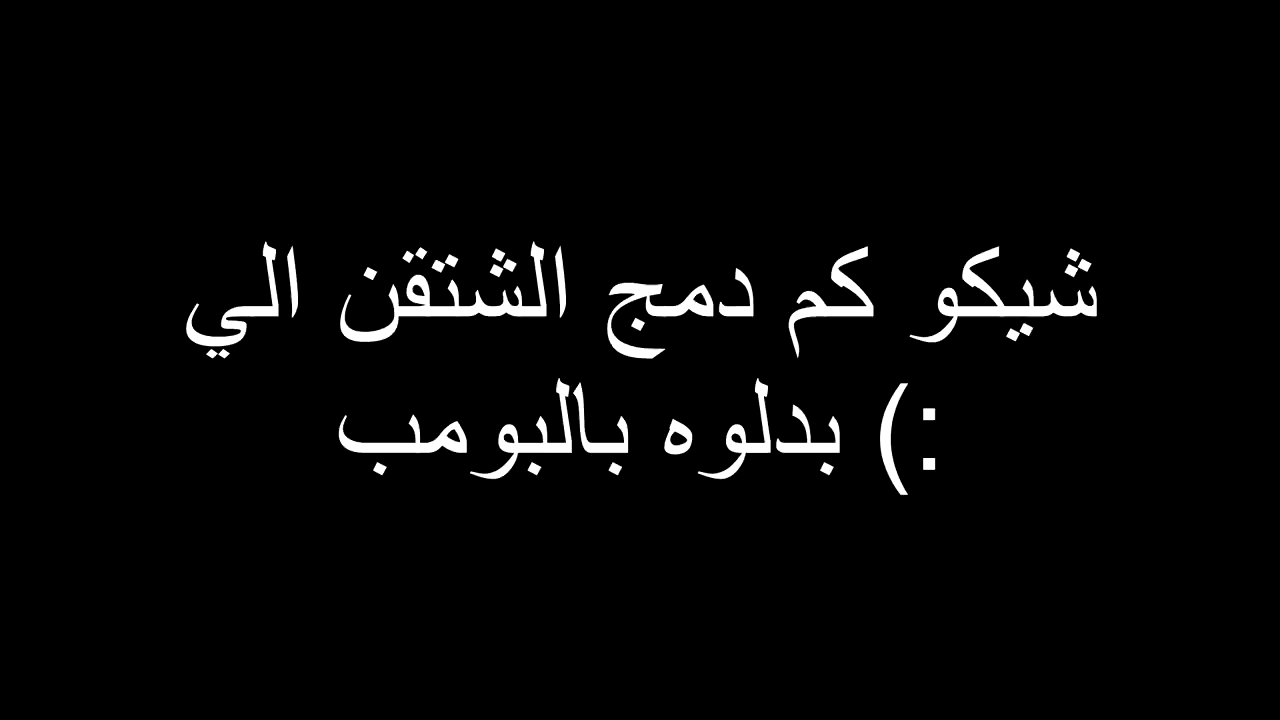 شيكو كم دمج الشتقن الي
:) بدلوه بالبومب